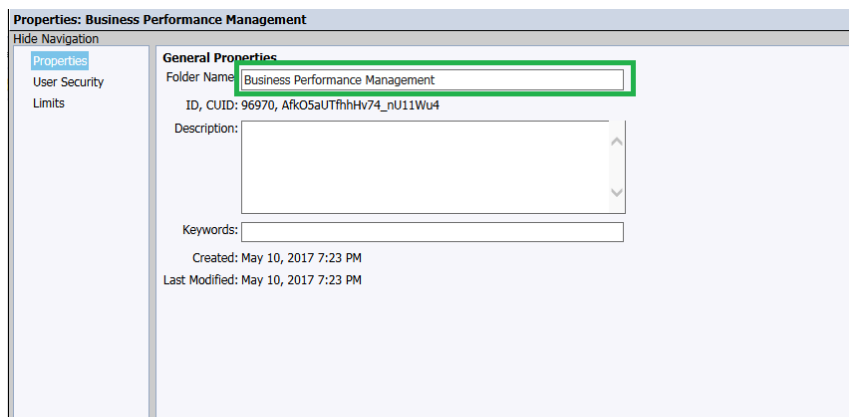 Properties: Business Performance Management
Hide Navigation
Properties
User Security
Limits
General Properties
Folder Name: Business Performance Management
ID, CUID: 96970, AfkO5aUTfhhHv74_nU11Wu4
Description:
Keywords:
Created: May 10, 2017 7:23 PM
Last Modified: May 10, 2017 7:23 PM